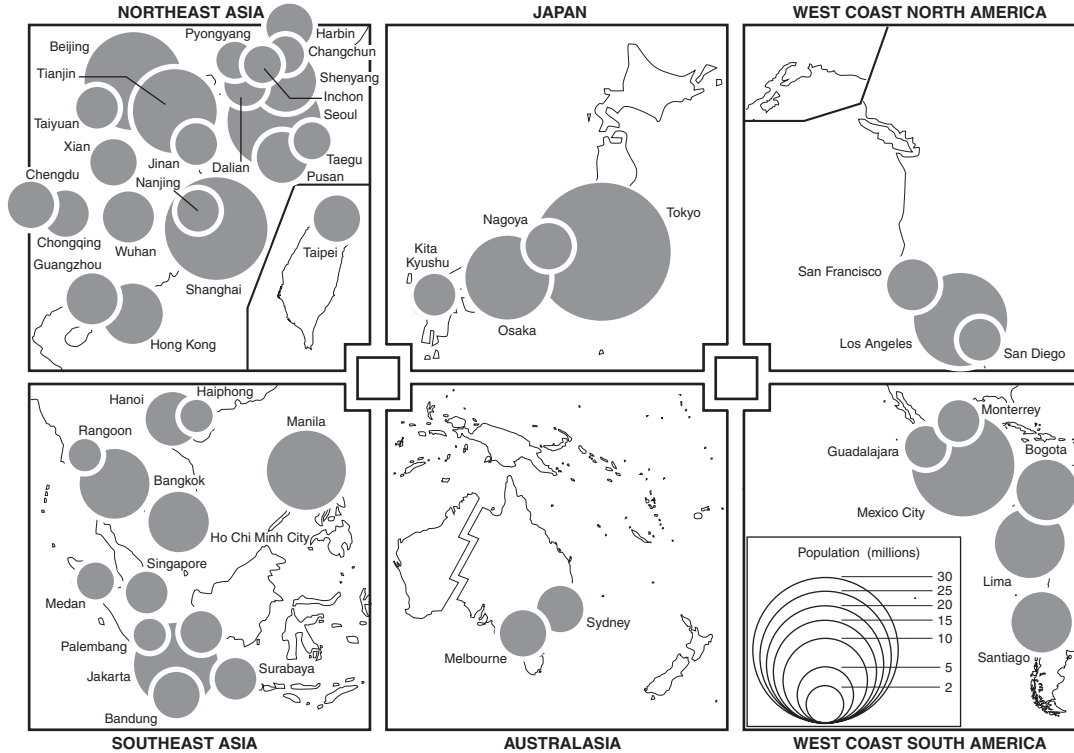 NORTHEAST ASIA
Beijing
Tianjin
Taiyuan
Xian
Chengdu
Chongqing
Guangzhou
Pyongyang
Harbin
Changchun
Shenyang
Inchon
Seoul
Taegu
Pusan
Dalian
Jinan
Nanjing
Wuhan
Shanghai
Hong Kong
Taipei
JAPAN
Tokyo
Nagoya
Kita
Kyushu
Osaka
WEST COAST NORTH AMERICA
San Francisco
Los Angeles
San Diego
Hanoi
Haiphong
Rangoon
Manila
Bangkok
Ho Chi Minh City
Singapore
Medan
Palembang
Jakarta
Surabaya
Bandung
SOUTHEAST ASIA
Sydney
Melbourne
AUSTRALASIA
Monterrey
Guadalajara
Bogota
Mexico City
Lima
Santiago
Population (millions)
30
25
20
15
10
5
2
WEST COAST SOUTH AMERICA